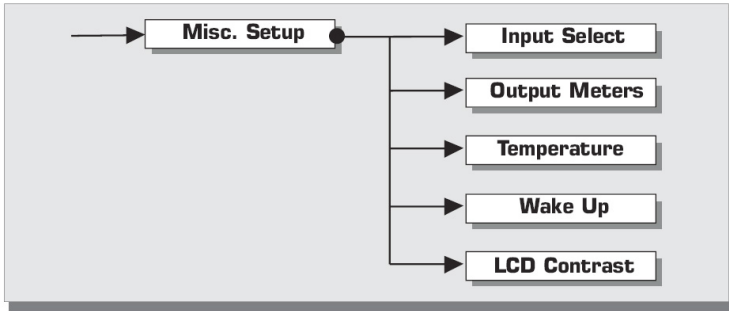 Misc. Setup
Input Select
Output Meters
Temperature
Wake Up
LCD Contrast